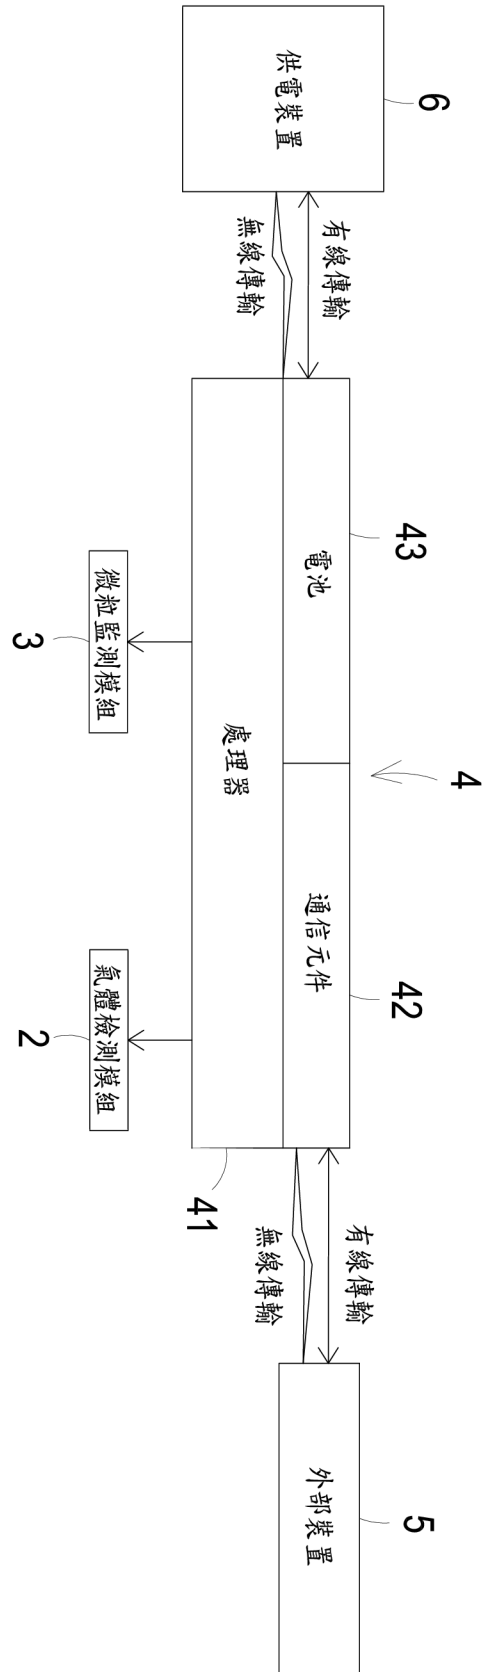 供電裝置
6
有線傳輸
無線傳輸
43
電池
4
42
通信元件
處理器
41
微粒監測模組
3
氣體檢測模組
2
有線傳輸
無線傳輸
外部裝置
5